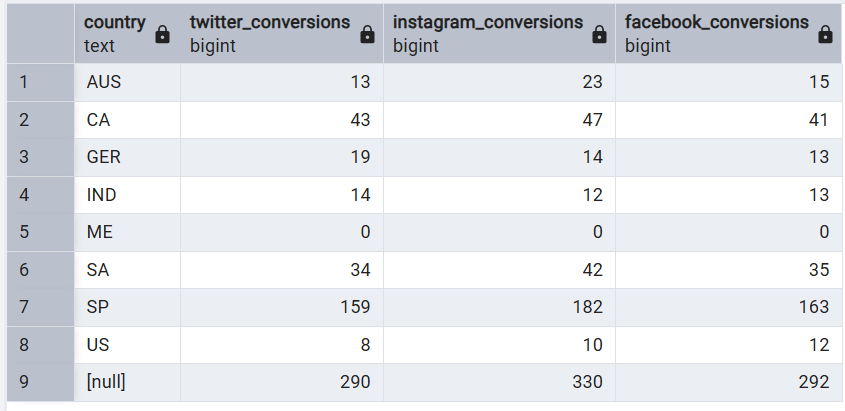 country twitter_conversions instagram_conversions facebook_conversions
text bigint bigint bigint
1 AUS 13 23 15
2 CA 43 47 41
3 GER 19 14 13
4 IND 14 12 13
5 ME 0 0 0
6 SA 34 42 35
7 SP 159 182 163
8 US 8 10 12
9 [null] 290 330 292